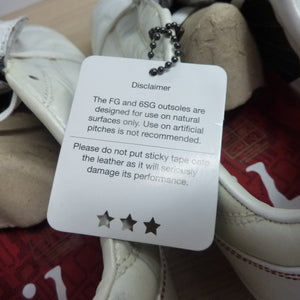 Disclaimer
The FG and 6SG outsoles are
designed for use on natural
surfaces only. Use on artificial
pitches is not recommended.
Please do not put sticky tape onto
the leather as it will seriously
damage its performance.